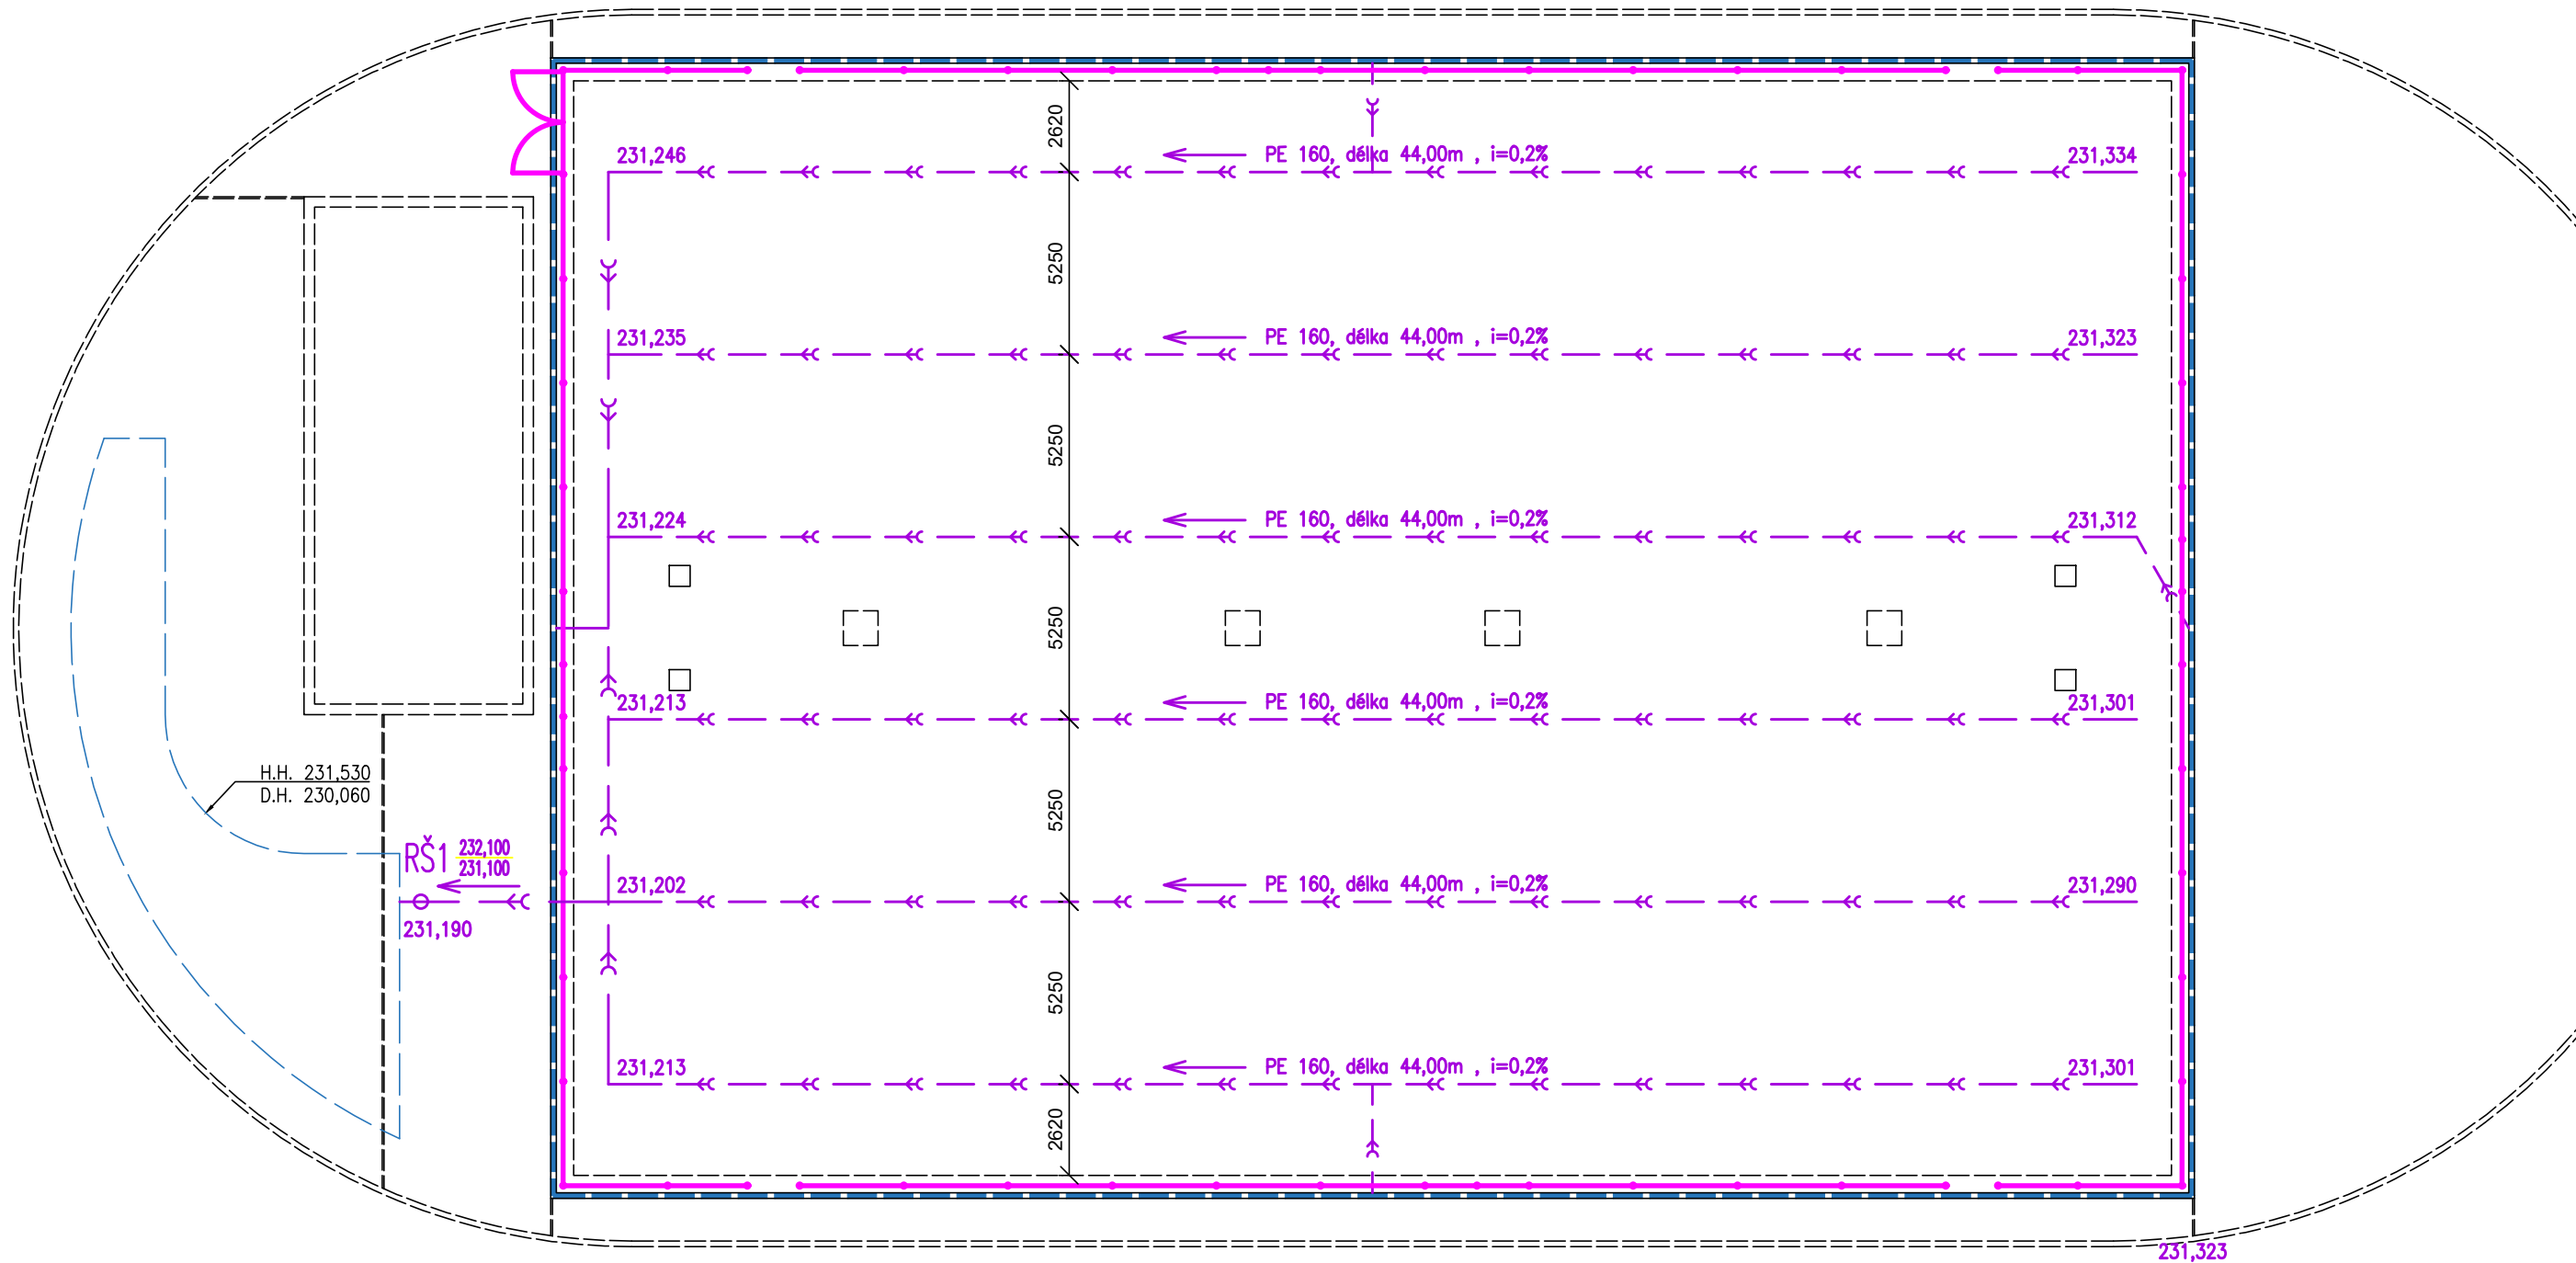 2620
231,246
PE 160, délka 44,00m , i=0,2%
231,334
5250
231,235
PE 160, délka 44,00m , i=0,2%
231,323
5250
231,224
PE 160, délka 44,00m , i=0,2%
231,312
5250
231,213
PE 160, délka 44,00m , i=0,2%
231,301
H.H. 231,530
D.H. 230,060
5250
RŠ1 232,100
231,100
231,202
PE 160, délka 44,00m , i=0,2%
231,290
231,190
5250
231,213
PE 160, délka 44,00m , i=0,2%
231,301
2620
231,323